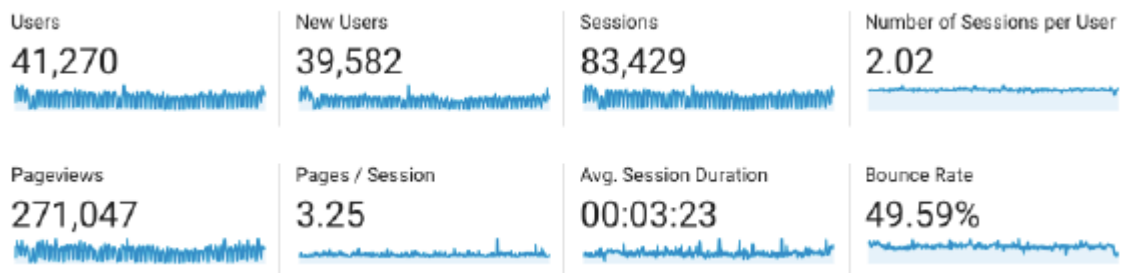 Users
41,270
New Users
39,582
Sessions
83,429
Number of Sessions per User
2.02
Pageviews
271,047
Pages / Session
3.25
Avg. Session Duration
00:03:23
Bounce Rate
49.59%